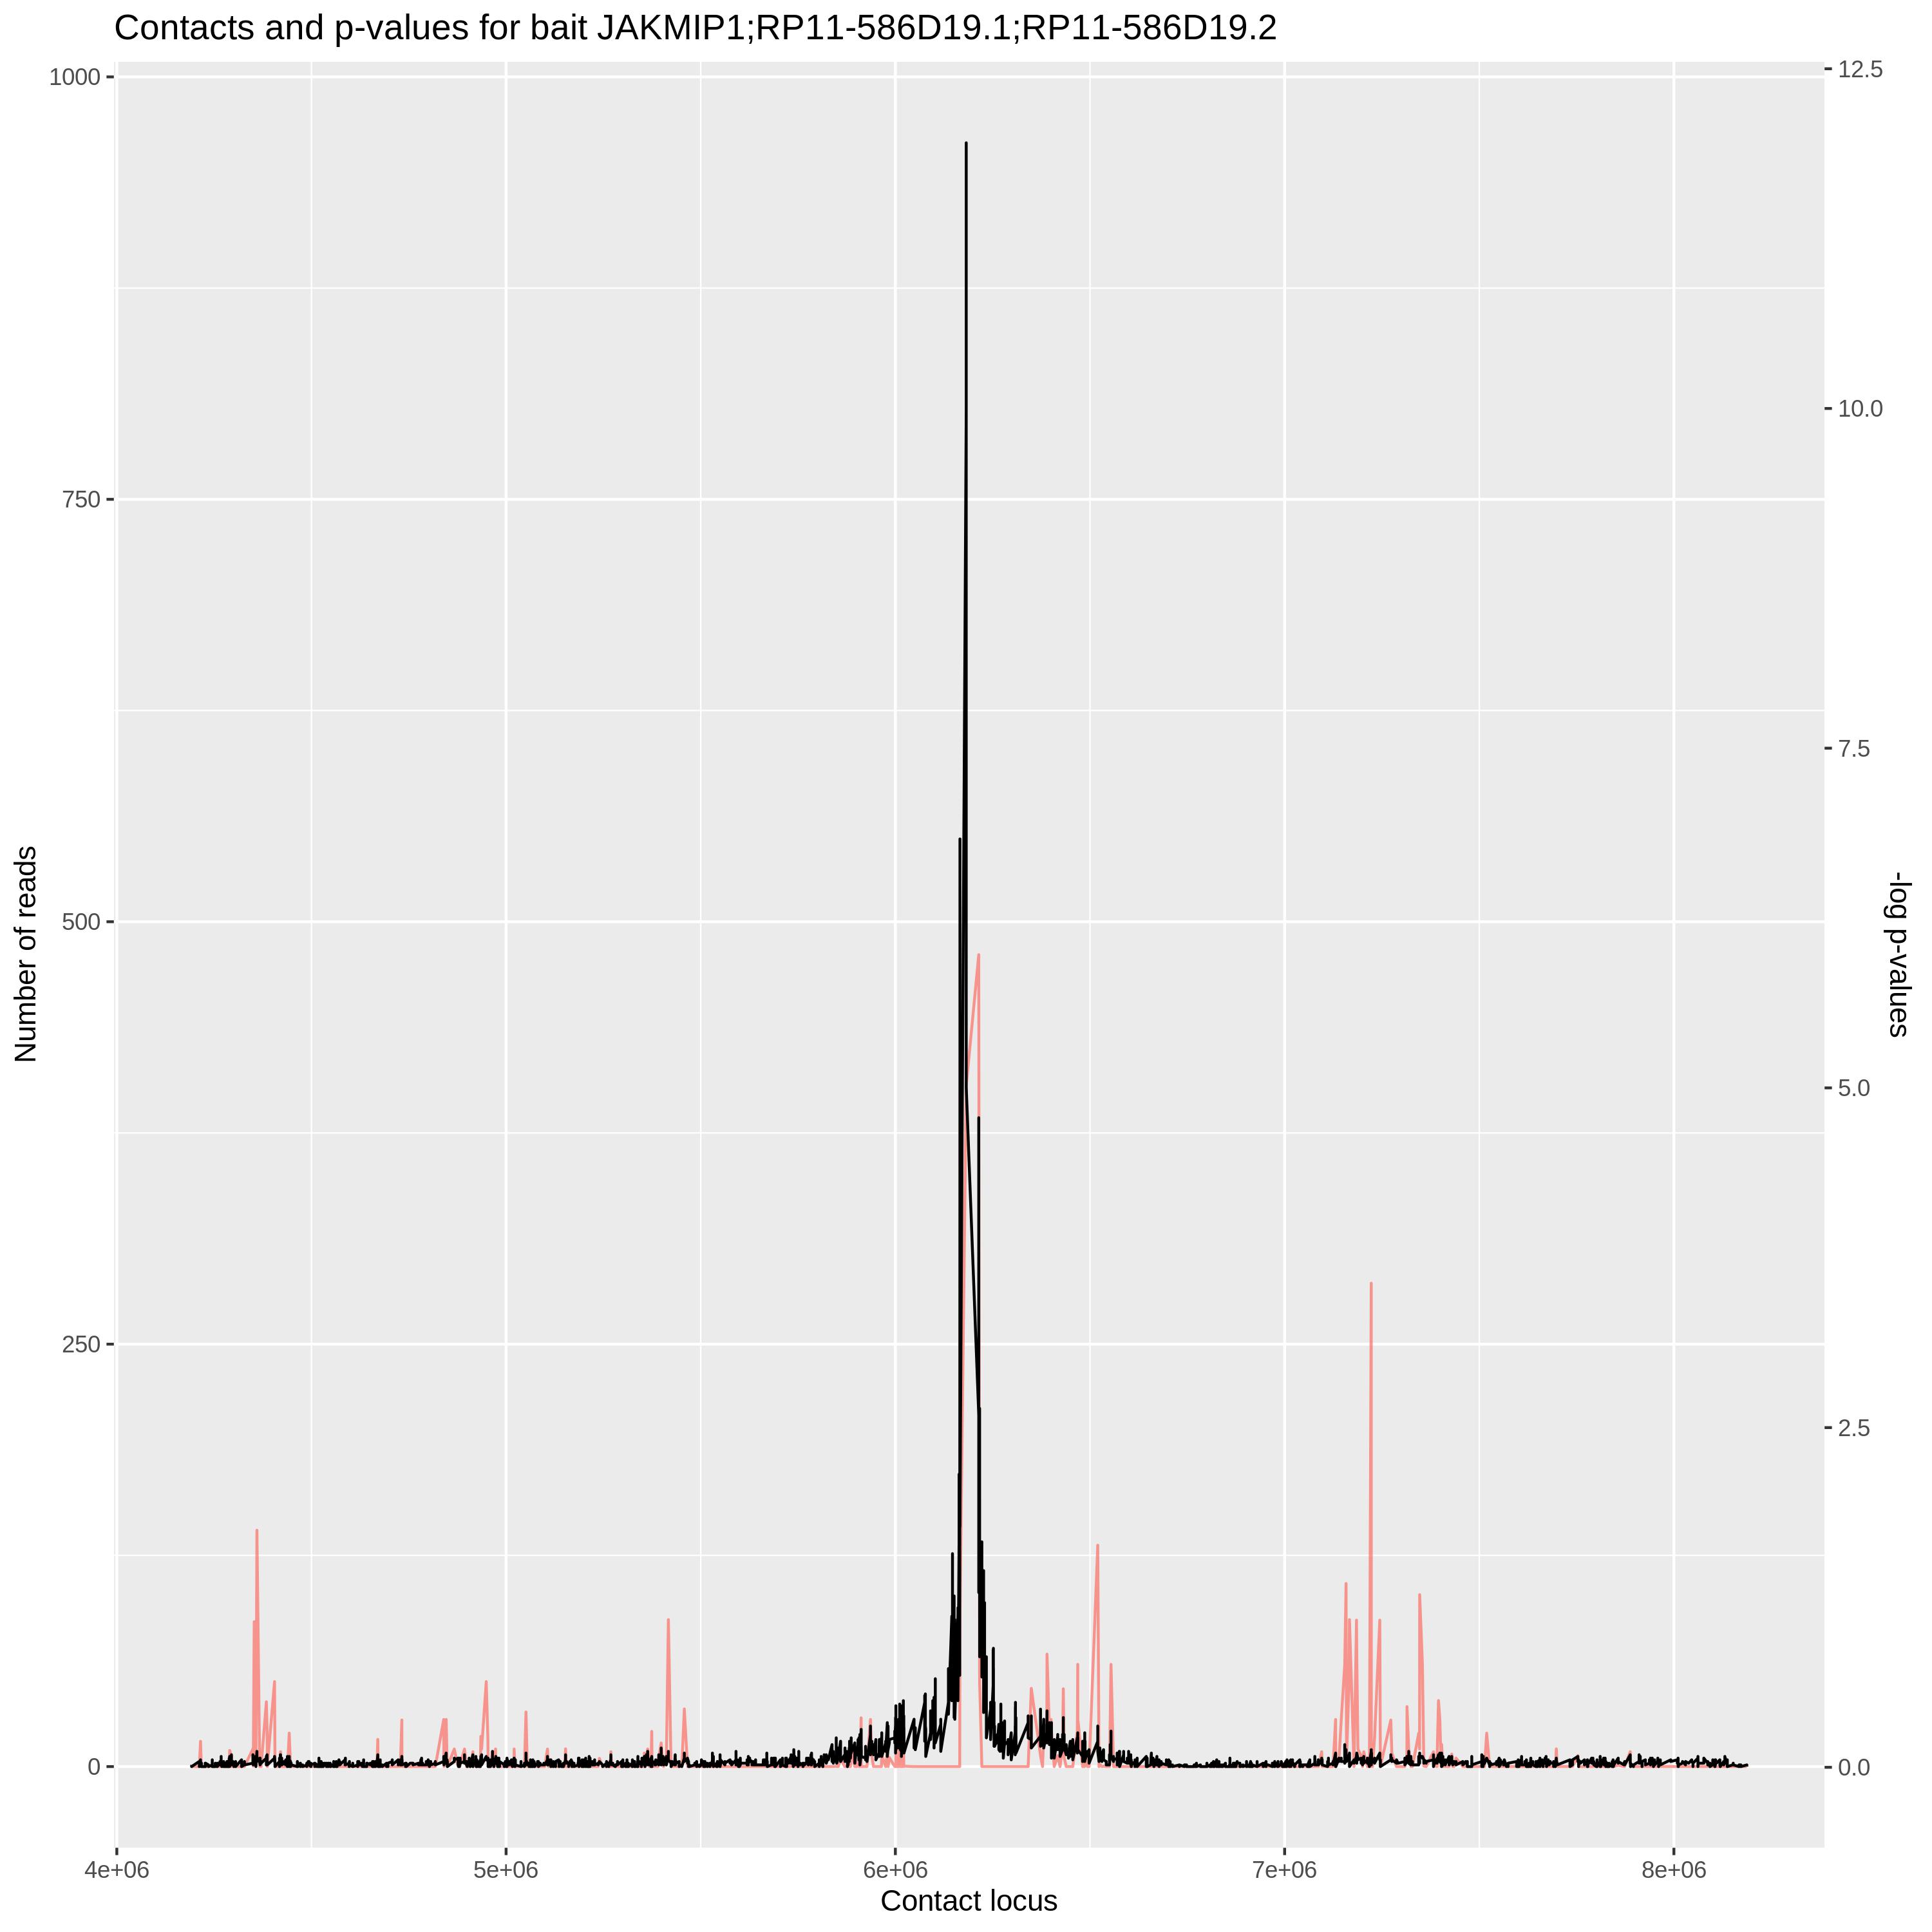 Contacts and p-values for bait JAKMIP1;RP11-586D19.1;RP11-586D19.2
1000
750
500
250
0
Number of reads
12.5
10.0
7.5
5.0
2.5
0.0
-log p-values
4e+06
5e+06
6e+06
7e+06
8e+06
Contact locus